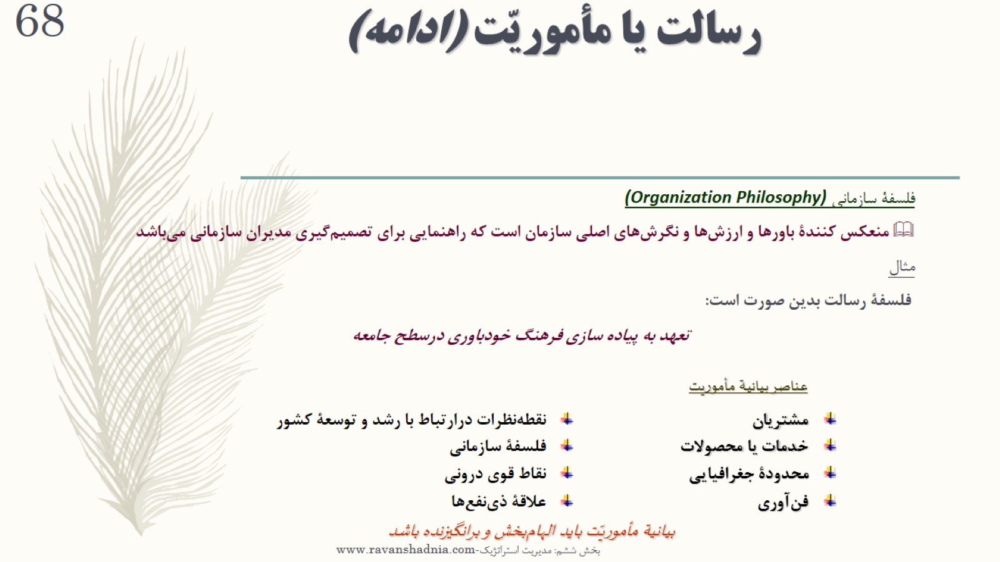 68
رسالت یا مأموریّت (ادامه)
فلسفهٔ سازمانی (Organization Philosophy)
منعکس کنندهٔ باورها و ارزش‌ها و نگرش‌های اصلی سازمان است که راهنمایی برای تصمیم‌گیری مدیران سازمانی می‌باشد
مثال
فلسفهٔ رسالت بدین صورت است:
تعهد به پیاده سازی فرهنگ خودباوری درسطح جامعه
عناصر بیانیهٔ مأموریت
مشتریان
خدمات یا محصولات
محدودهٔ جغرافیایی
فن‌آوری
نقطه‌نظرات درارتباط با رشد و توسعهٔ کشور
فلسفهٔ سازمانی
نقاط قوی درونی
علاقهٔ ذی‌نفع‌ها
بیانیهٔ مأموریّت باید الهام‌بخش و برانگیزنده باشد
بخش ششم: مدیریت استراتژیک-www.ravanshadnia.com